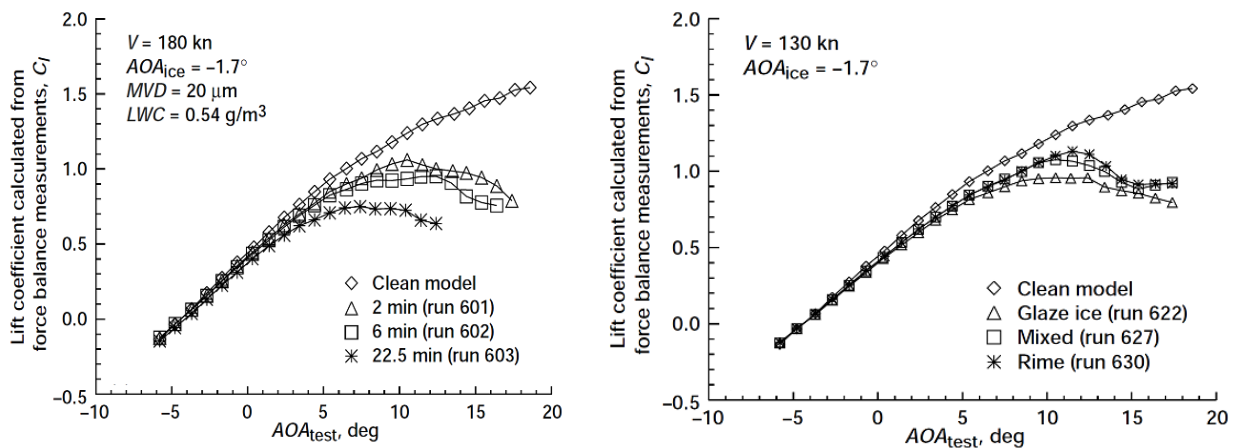 Lift coefficient calculated from
force balance measurements, Cl
2.0
1.5
1.0
0.5
0.0
–0.5
V = 180 kn
AOAice = –1.7°
MVD = 20 μm
LWC = 0.54 g/m3
Clean model
2 min (run 601)
6 min (run 602)
22.5 min (run 603)
–10 –5 0 5 10 15 20
AOAtest, deg
Lift coefficient calculated from
force balance measurements, Cl
2.0
1.5
1.0
0.5
0.0
–0.5
V = 130 kn
AOAice = –1.7°
Clean model
Glaze ice (run 622)
Mixed (run 627)
Rime (run 630)
–10 –5 0 5 10 15 20
AOAtest, deg